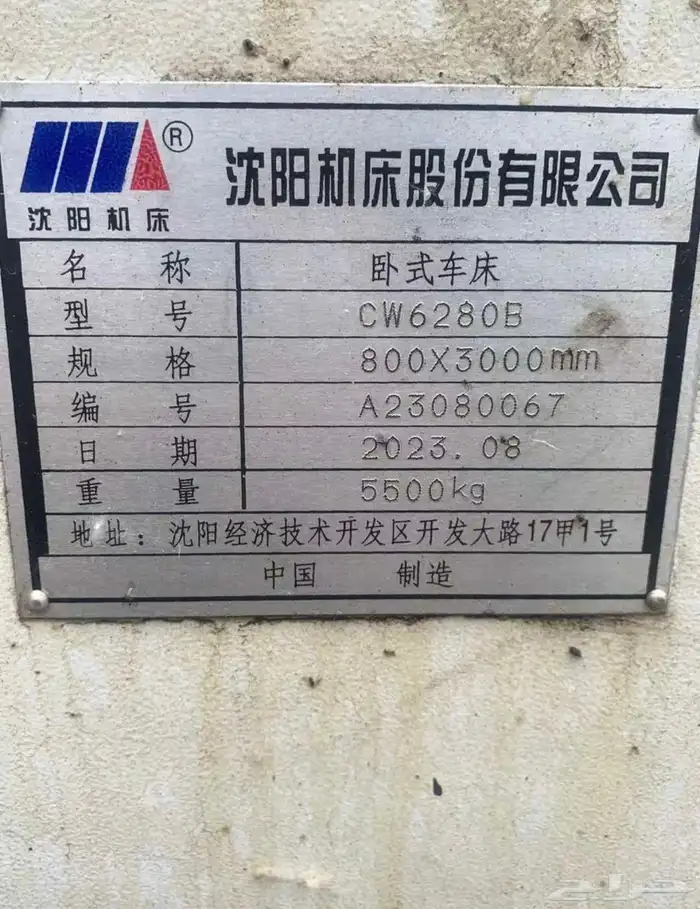 ®
沈阳机床
沈阳机床股份有限公司
名称 卧式车床
型号 CW6280B
规格 800X3000mm
编号 A23080067
日期 2023.08
重量 5500kg
地址：沈阳经济技术开发区开发大路17甲1号
中国 制造
حراج